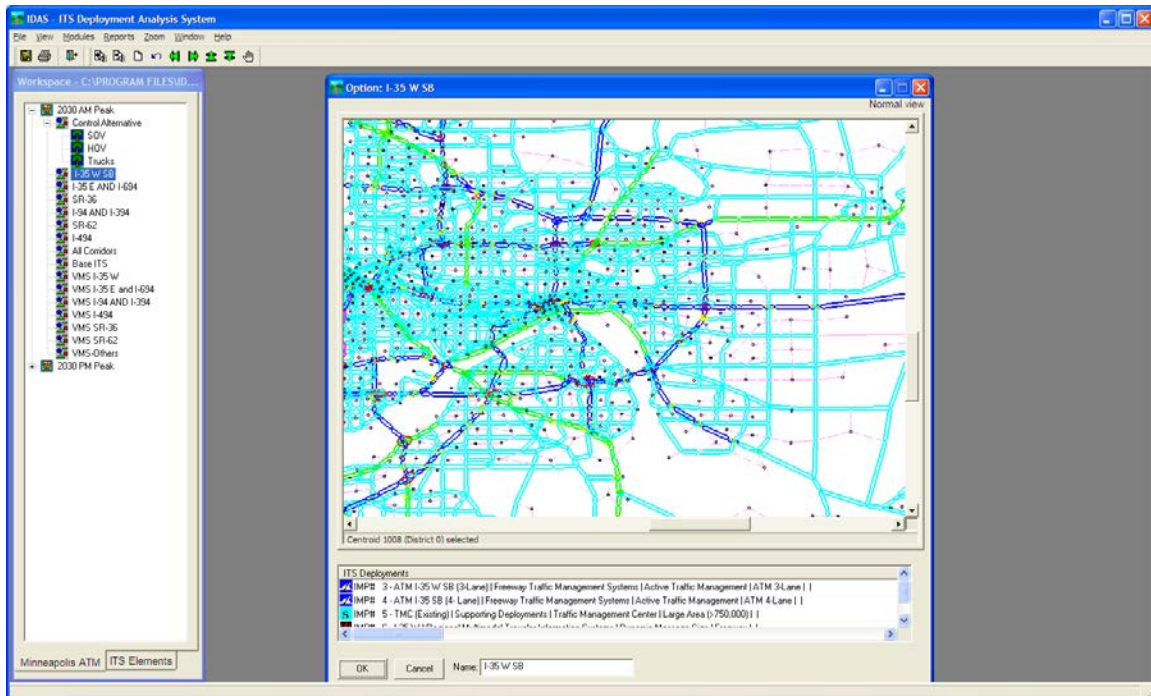 IDAS - ITS Deployment Analysis System
File View Modules Reports Zoom Window Help
Workspace - C:\PROGRAM FILES\ID...
2030 AM Peak
Control Alternative
SOV
HOV
Trucks
I-35 W SB
I-35 E AND I-694
SR-36
I-94 AND I-394
SR-62
I-494
All Corridors
Base ITS
VMS I-35 W
VMS I-35 E and I-694
VMS I-94 AND I-394
VMS I-494
VMS SR-36
VMS SR-62
VMS-Others
2030 PM Peak
Minneapolis ATM ITS Elements
Option: I-35 W SB
Normal view
Centroid 1008 (District 0) selected
ITS Deployments
IMP# 3 - ATM I-35 W SB (3-Lane) | Freeway Traffic Management Systems | Active Traffic Management | ATM 3-Lane | |
IMP# 4 - ATM I-35 SB (4- Lane) | Freeway Traffic Management Systems | Active Traffic Management | ATM 4-Lane | |
IMP# 5 - TMC (Existing) | Supporting Deployments | Traffic Management Center | Large Area (>750,000) | |
OK Cancel Name: I-35 W SB